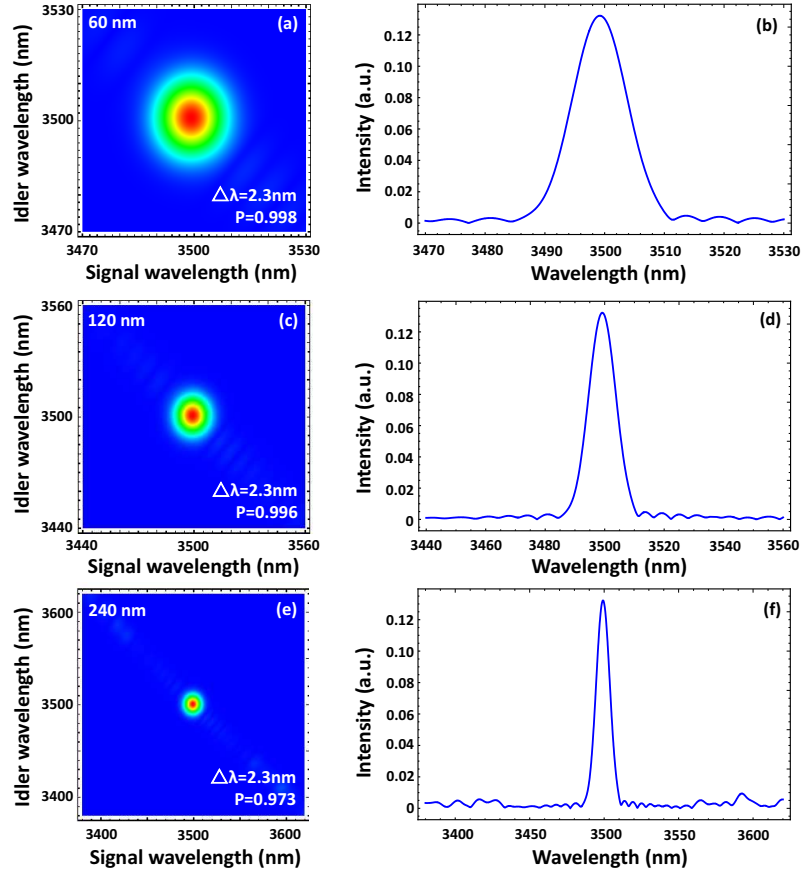 60 nm (a)
3530
3500
3470
Idler wavelength (nm)
△λ=2.3nm
P=0.998
3470 3500 3530
Signal wavelength (nm)
(b)
0.12
0.10
0.08
0.06
0.04
0.02
0
Intensity (a.u.)
3470 3480 3490 3500 3510 3520 3530
Wavelength (nm)
120 nm (c)
3560
3500
3440
Idler wavelength (nm)
△λ=2.3nm
P=0.996
3440 3500 3560
Signal wavelength (nm)
(d)
0.12
0.10
0.08
0.06
0.04
0.02
0
Intensity (a.u.)
3440 3460 3480 3500 3520 3540 3560
Wavelength (nm)
240 nm (e)
3600
3500
3400
Idler wavelength (nm)
△λ=2.3nm
P=0.973
3400 3500 3600
Signal wavelength (nm)
(f)
0.12
0.10
0.08
0.06
0.04
0.02
0
Intensity (a.u.)
3400 3450 3500 3550 3600
Wavelength (nm)